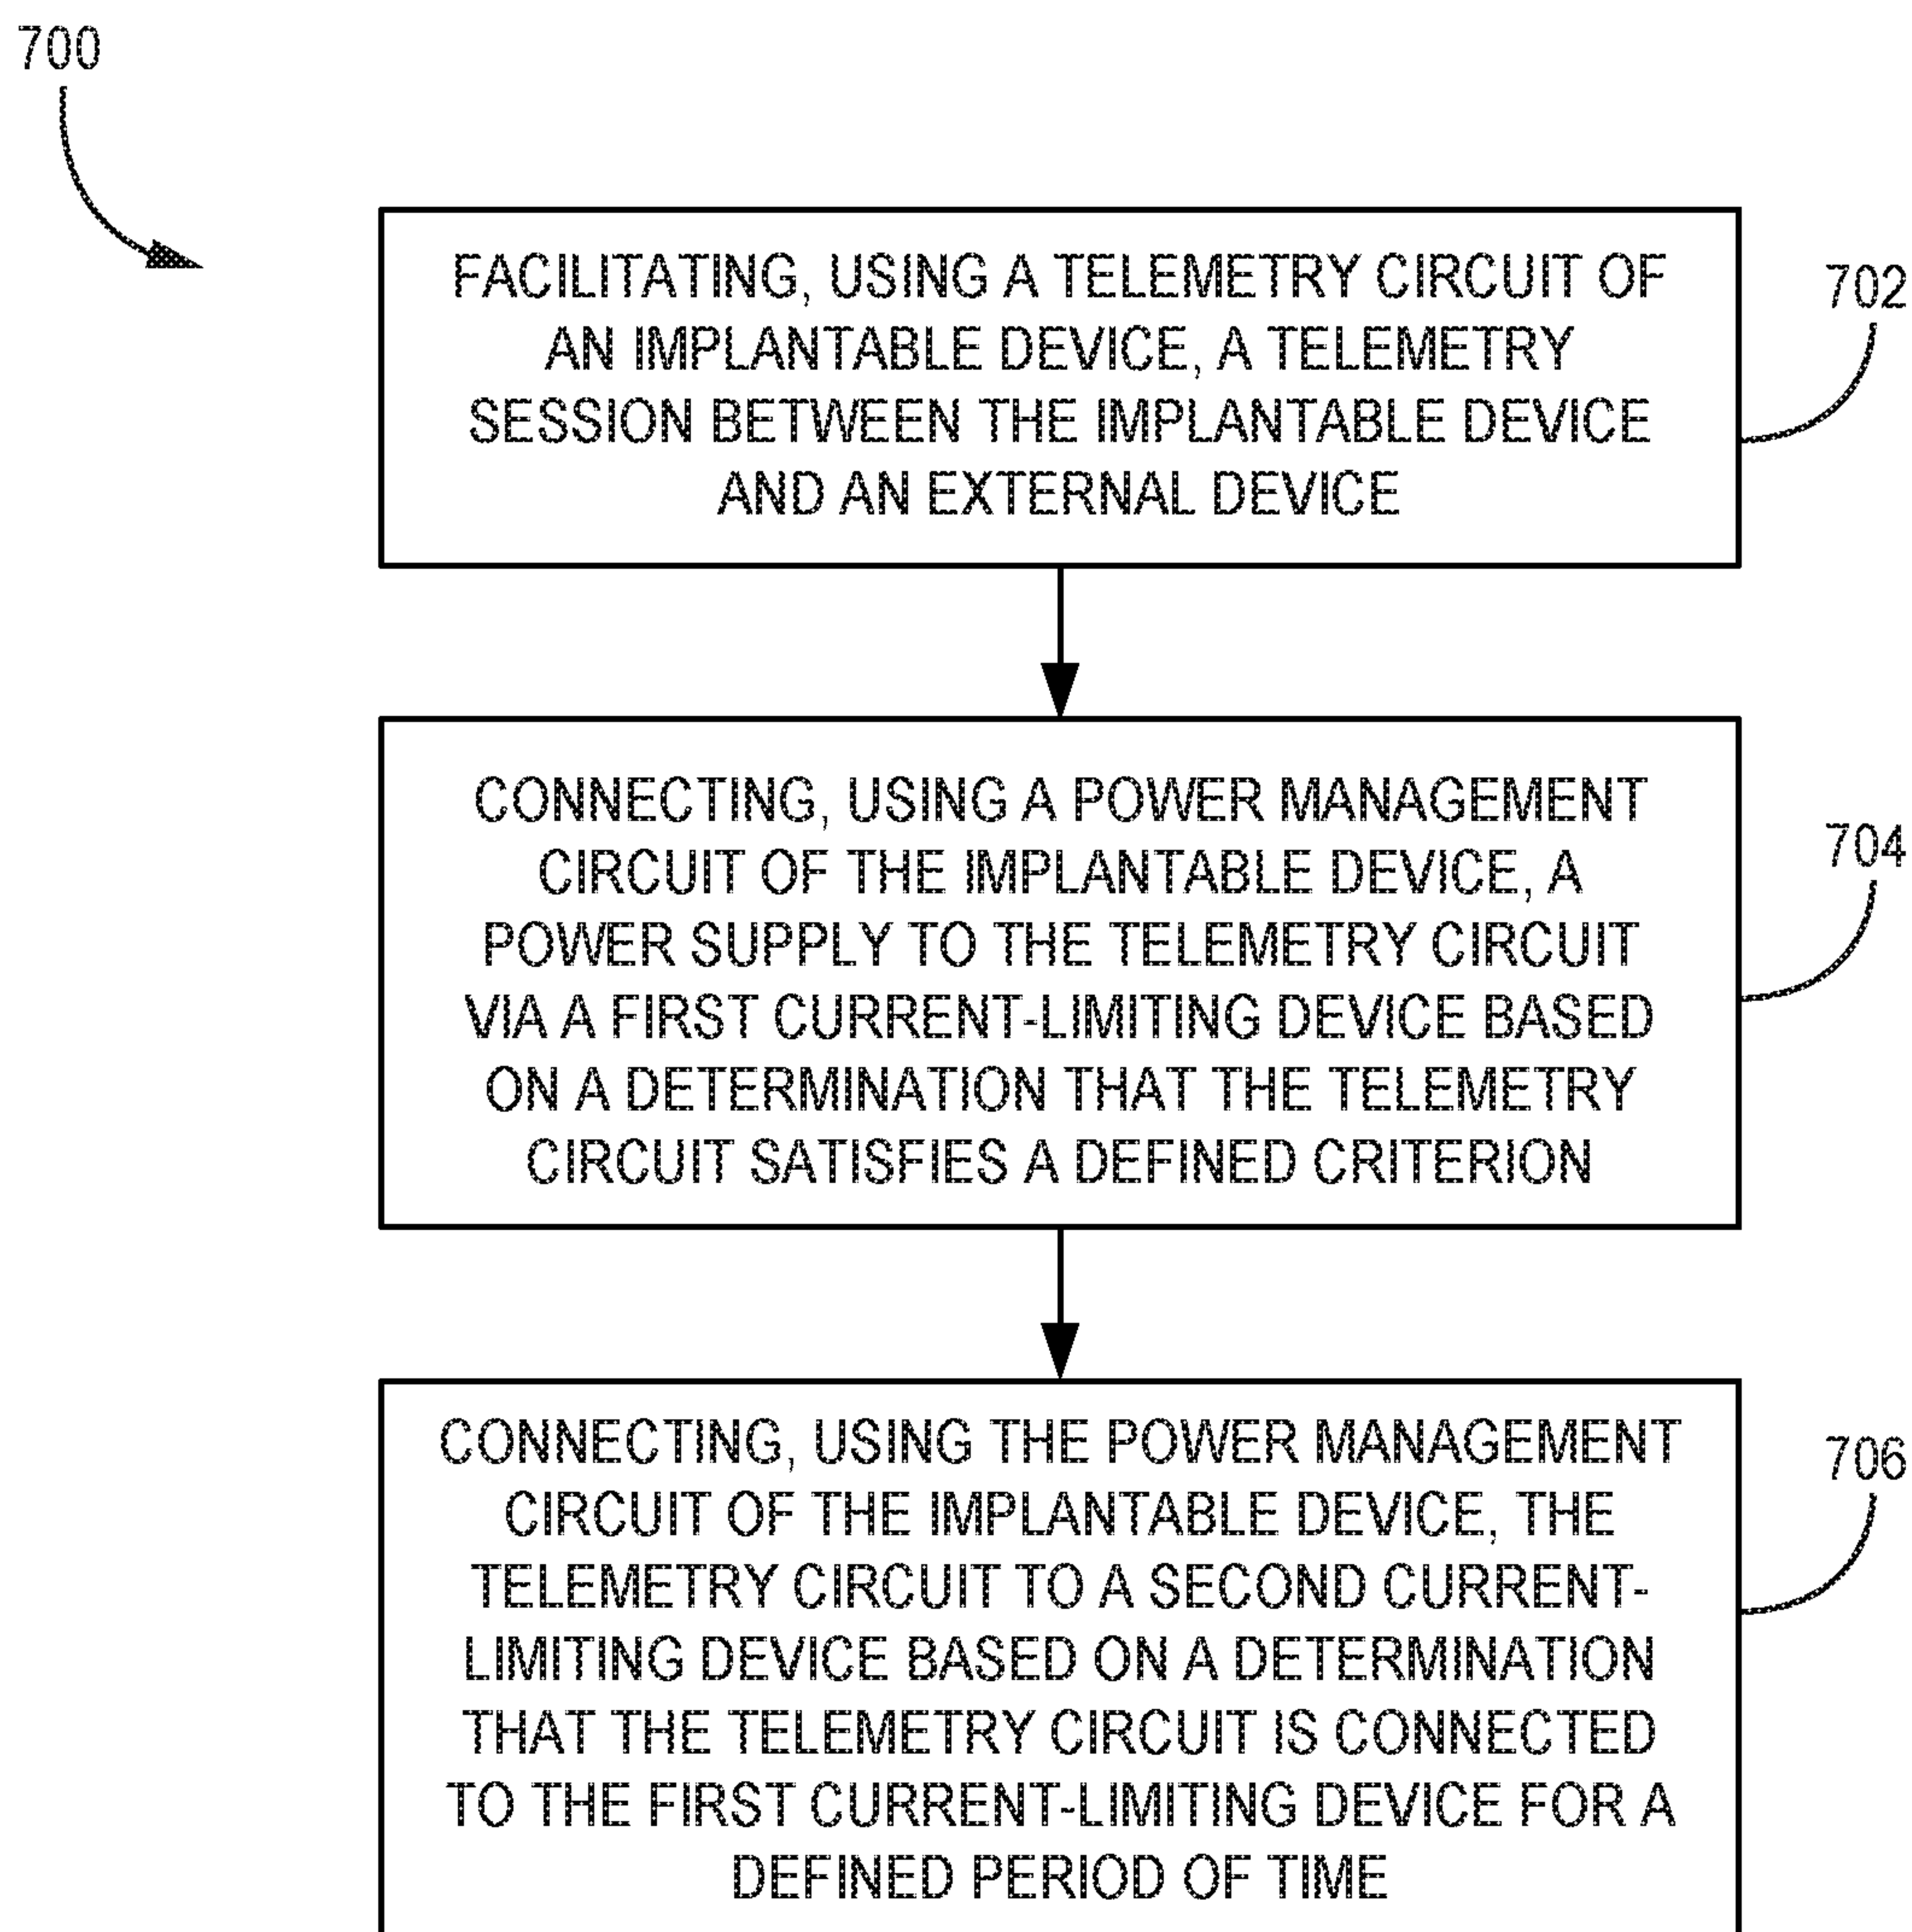 700
FACILITATING, USING A TELEMETRY CIRCUIT OF
AN IMPLANTABLE DEVICE, A TELEMETRY
SESSION BETWEEN THE IMPLANTABLE DEVICE
AND AN EXTERNAL DEVICE
702
CONNECTING, USING A POWER MANAGEMENT
CIRCUIT OF THE IMPLANTABLE DEVICE, A
POWER SUPPLY TO THE TELEMETRY CIRCUIT
VIA A FIRST CURRENT-LIMITING DEVICE BASED
ON A DETERMINATION THAT THE TELEMETRY
CIRCUIT SATISFIES A DEFINED CRITERION
704
CONNECTING, USING THE POWER MANAGEMENT
CIRCUIT OF THE IMPLANTABLE DEVICE, THE
TELEMETRY CIRCUIT TO A SECOND CURRENT-
LIMITING DEVICE BASED ON A DETERMINATION
THAT THE TELEMETRY CIRCUIT IS CONNECTED
TO THE FIRST CURRENT-LIMITING DEVICE FOR A
DEFINED PERIOD OF TIME
706